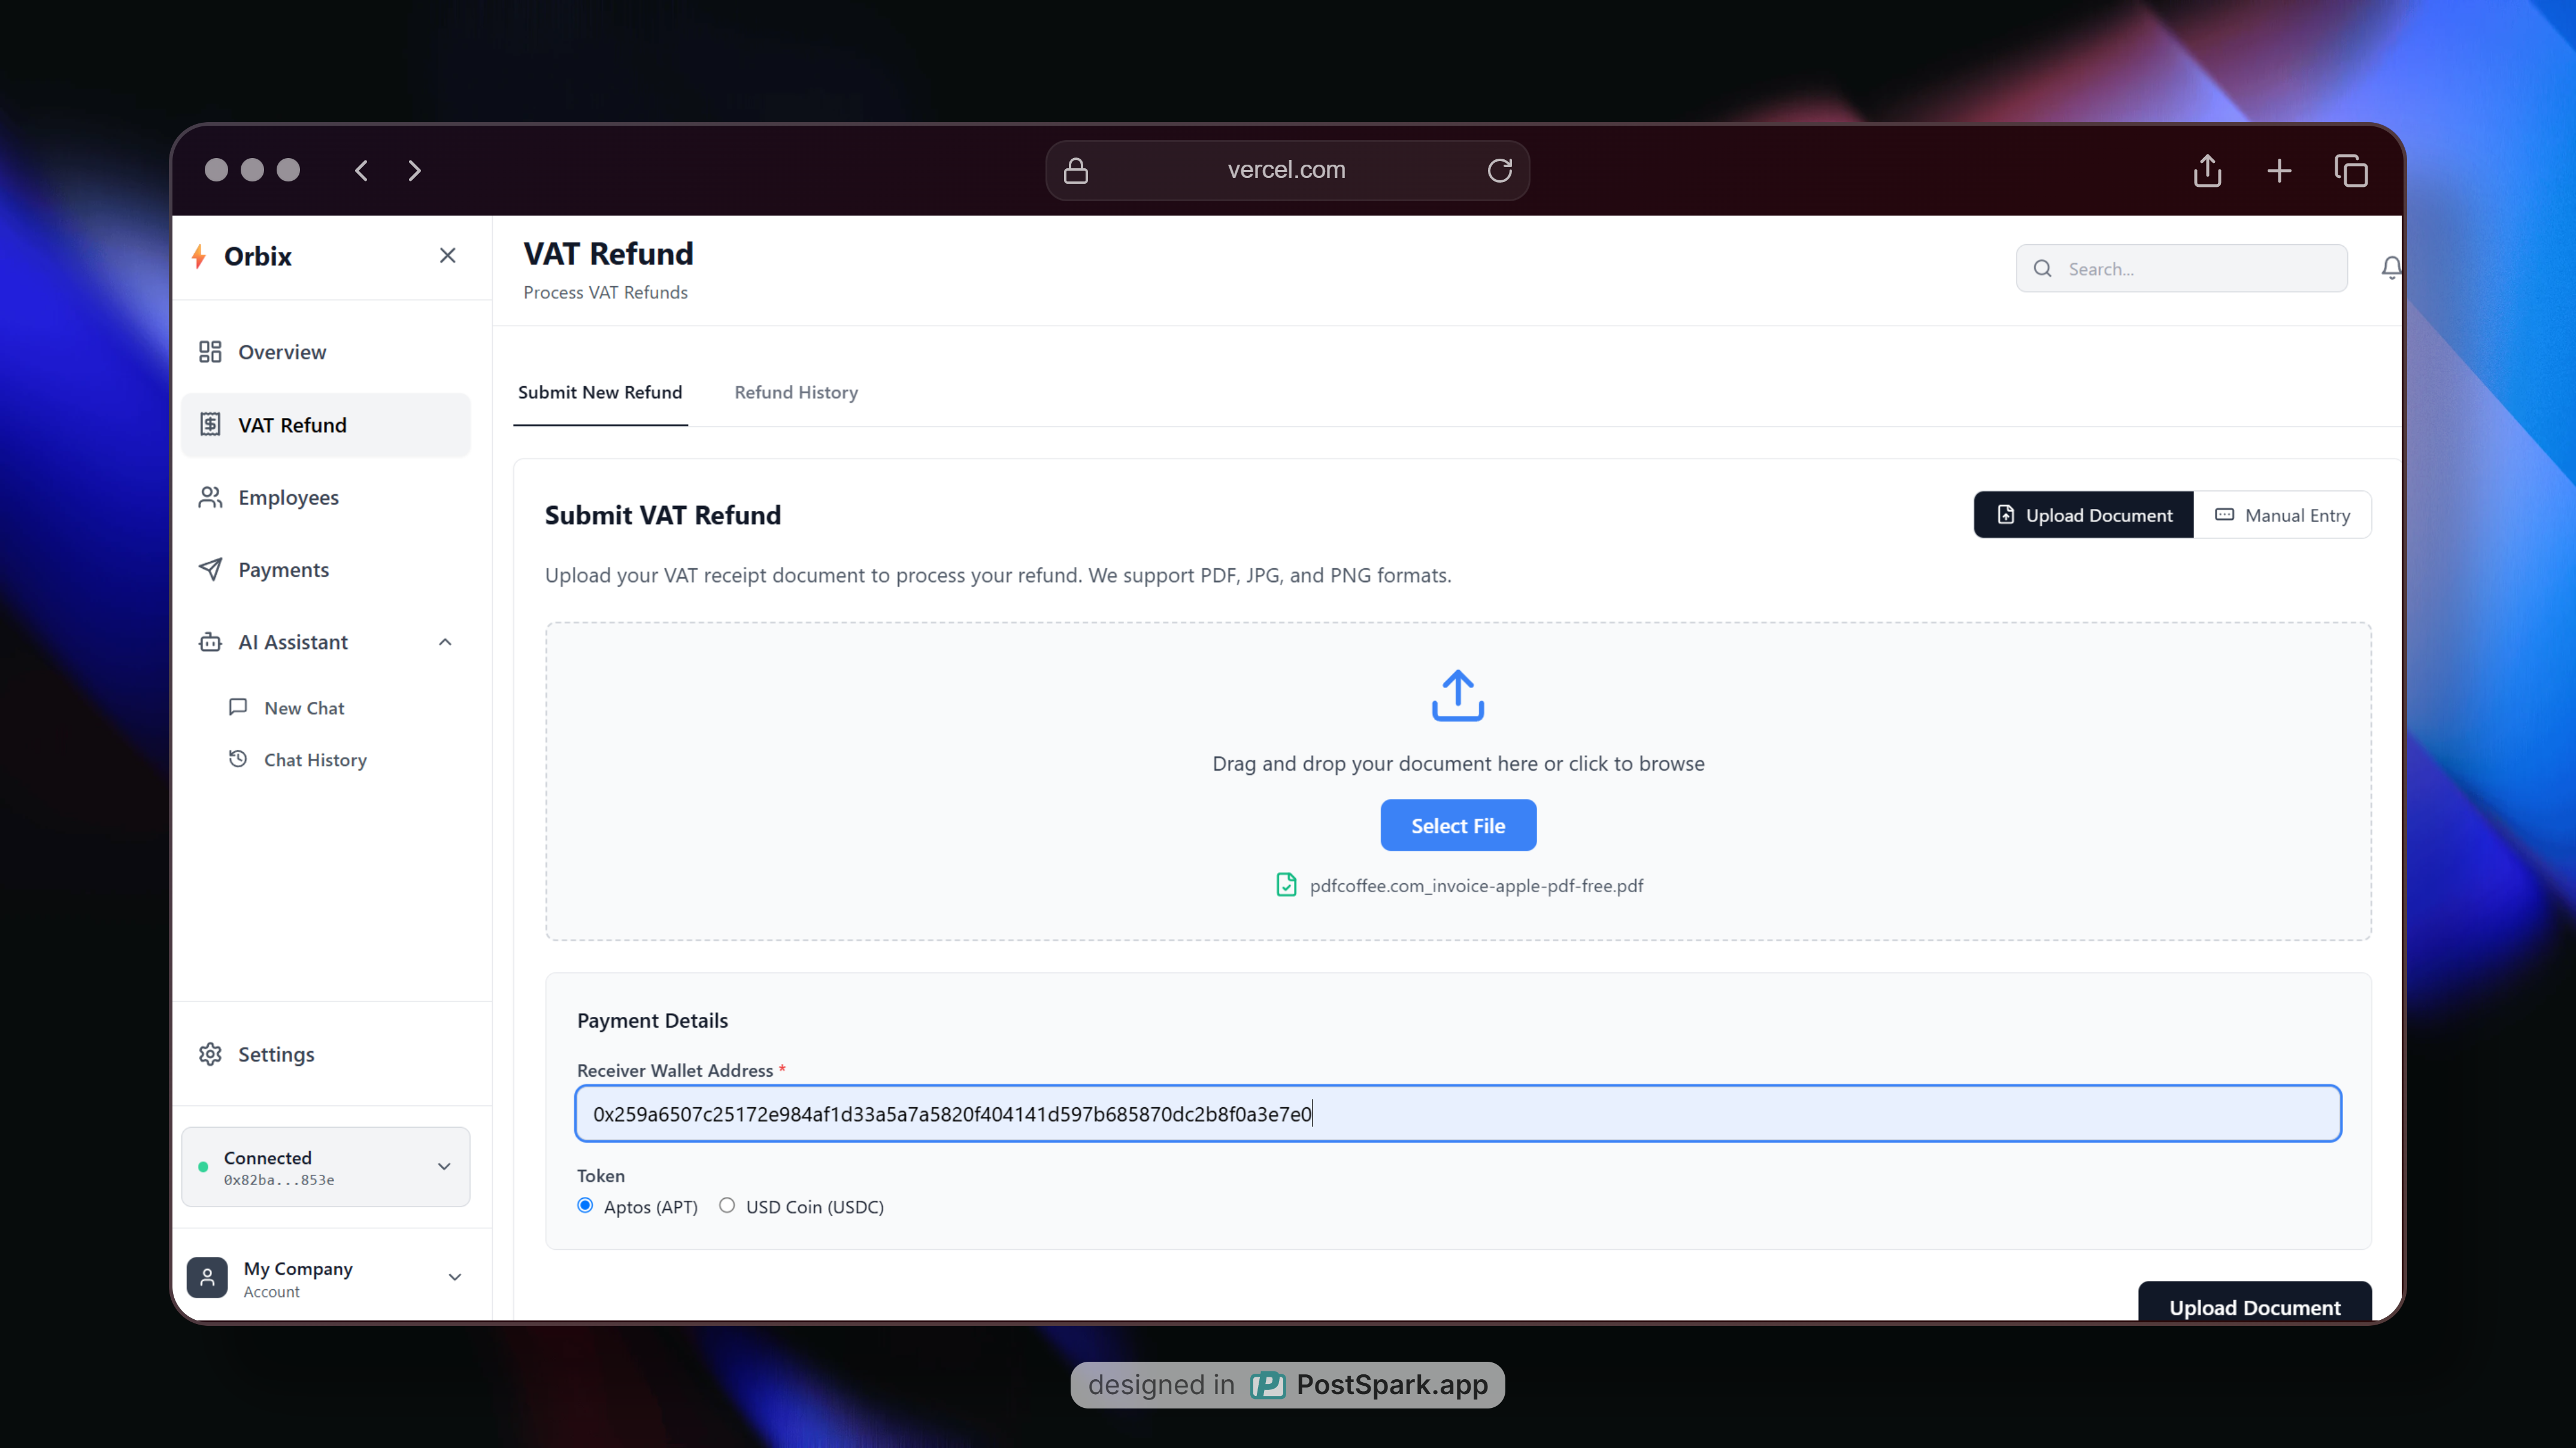 vercel.com
Orbix
VAT Refund
Process VAT Refunds
Search...
Overview
VAT Refund
Employees
Payments
AI Assistant
New Chat
Chat History
Settings
Connected
0x82ba...853e
My Company
Account
Submit New Refund
Refund History
Submit VAT Refund
Upload Document
Manual Entry
Upload your VAT receipt document to process your refund. We support PDF, JPG, and PNG formats.
Drag and drop your document here or click to browse
Select File
pdfcoffee.com_invoice-apple-pdf-free.pdf
Payment Details
Receiver Wallet Address *
0x259a6507c25172e984af1d33a5a7a5820f404141d597b685870dc2b8f0a3e7e0
Token
Aptos (APT)
USD Coin (USDC)
Upload Document
designed in PostSpark.app